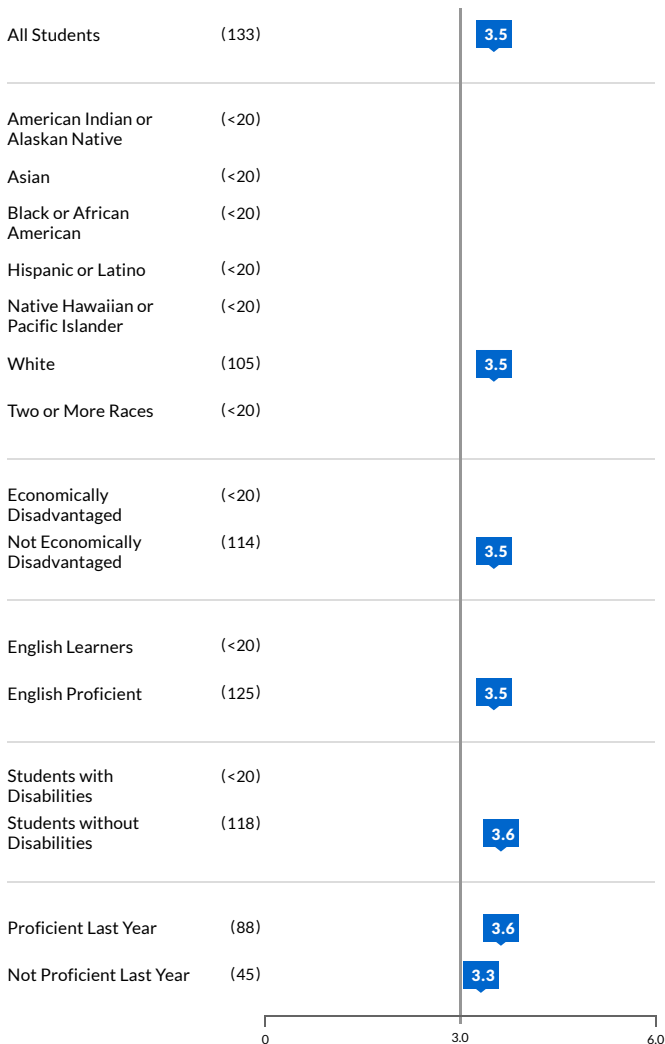 All Students (133) 3.5
American Indian or (<20)
Alaskan Native
Asian (<20)
Black or African (<20)
American
Hispanic or Latino (<20)
Native Hawaiian or (<20)
Pacific Islander
White (105) 3.5
Two or More Races (<20)
Economically (<20)
Disadvantaged
Not Economically (114) 3.5
Disadvantaged
English Learners (<20)
English Proficient (125) 3.5
Students with (<20)
Disabilities
Students without (118) 3.6
Disabilities
Proficient Last Year (88) 3.6
Not Proficient Last Year (45) 3.3
0 3.0 6.0